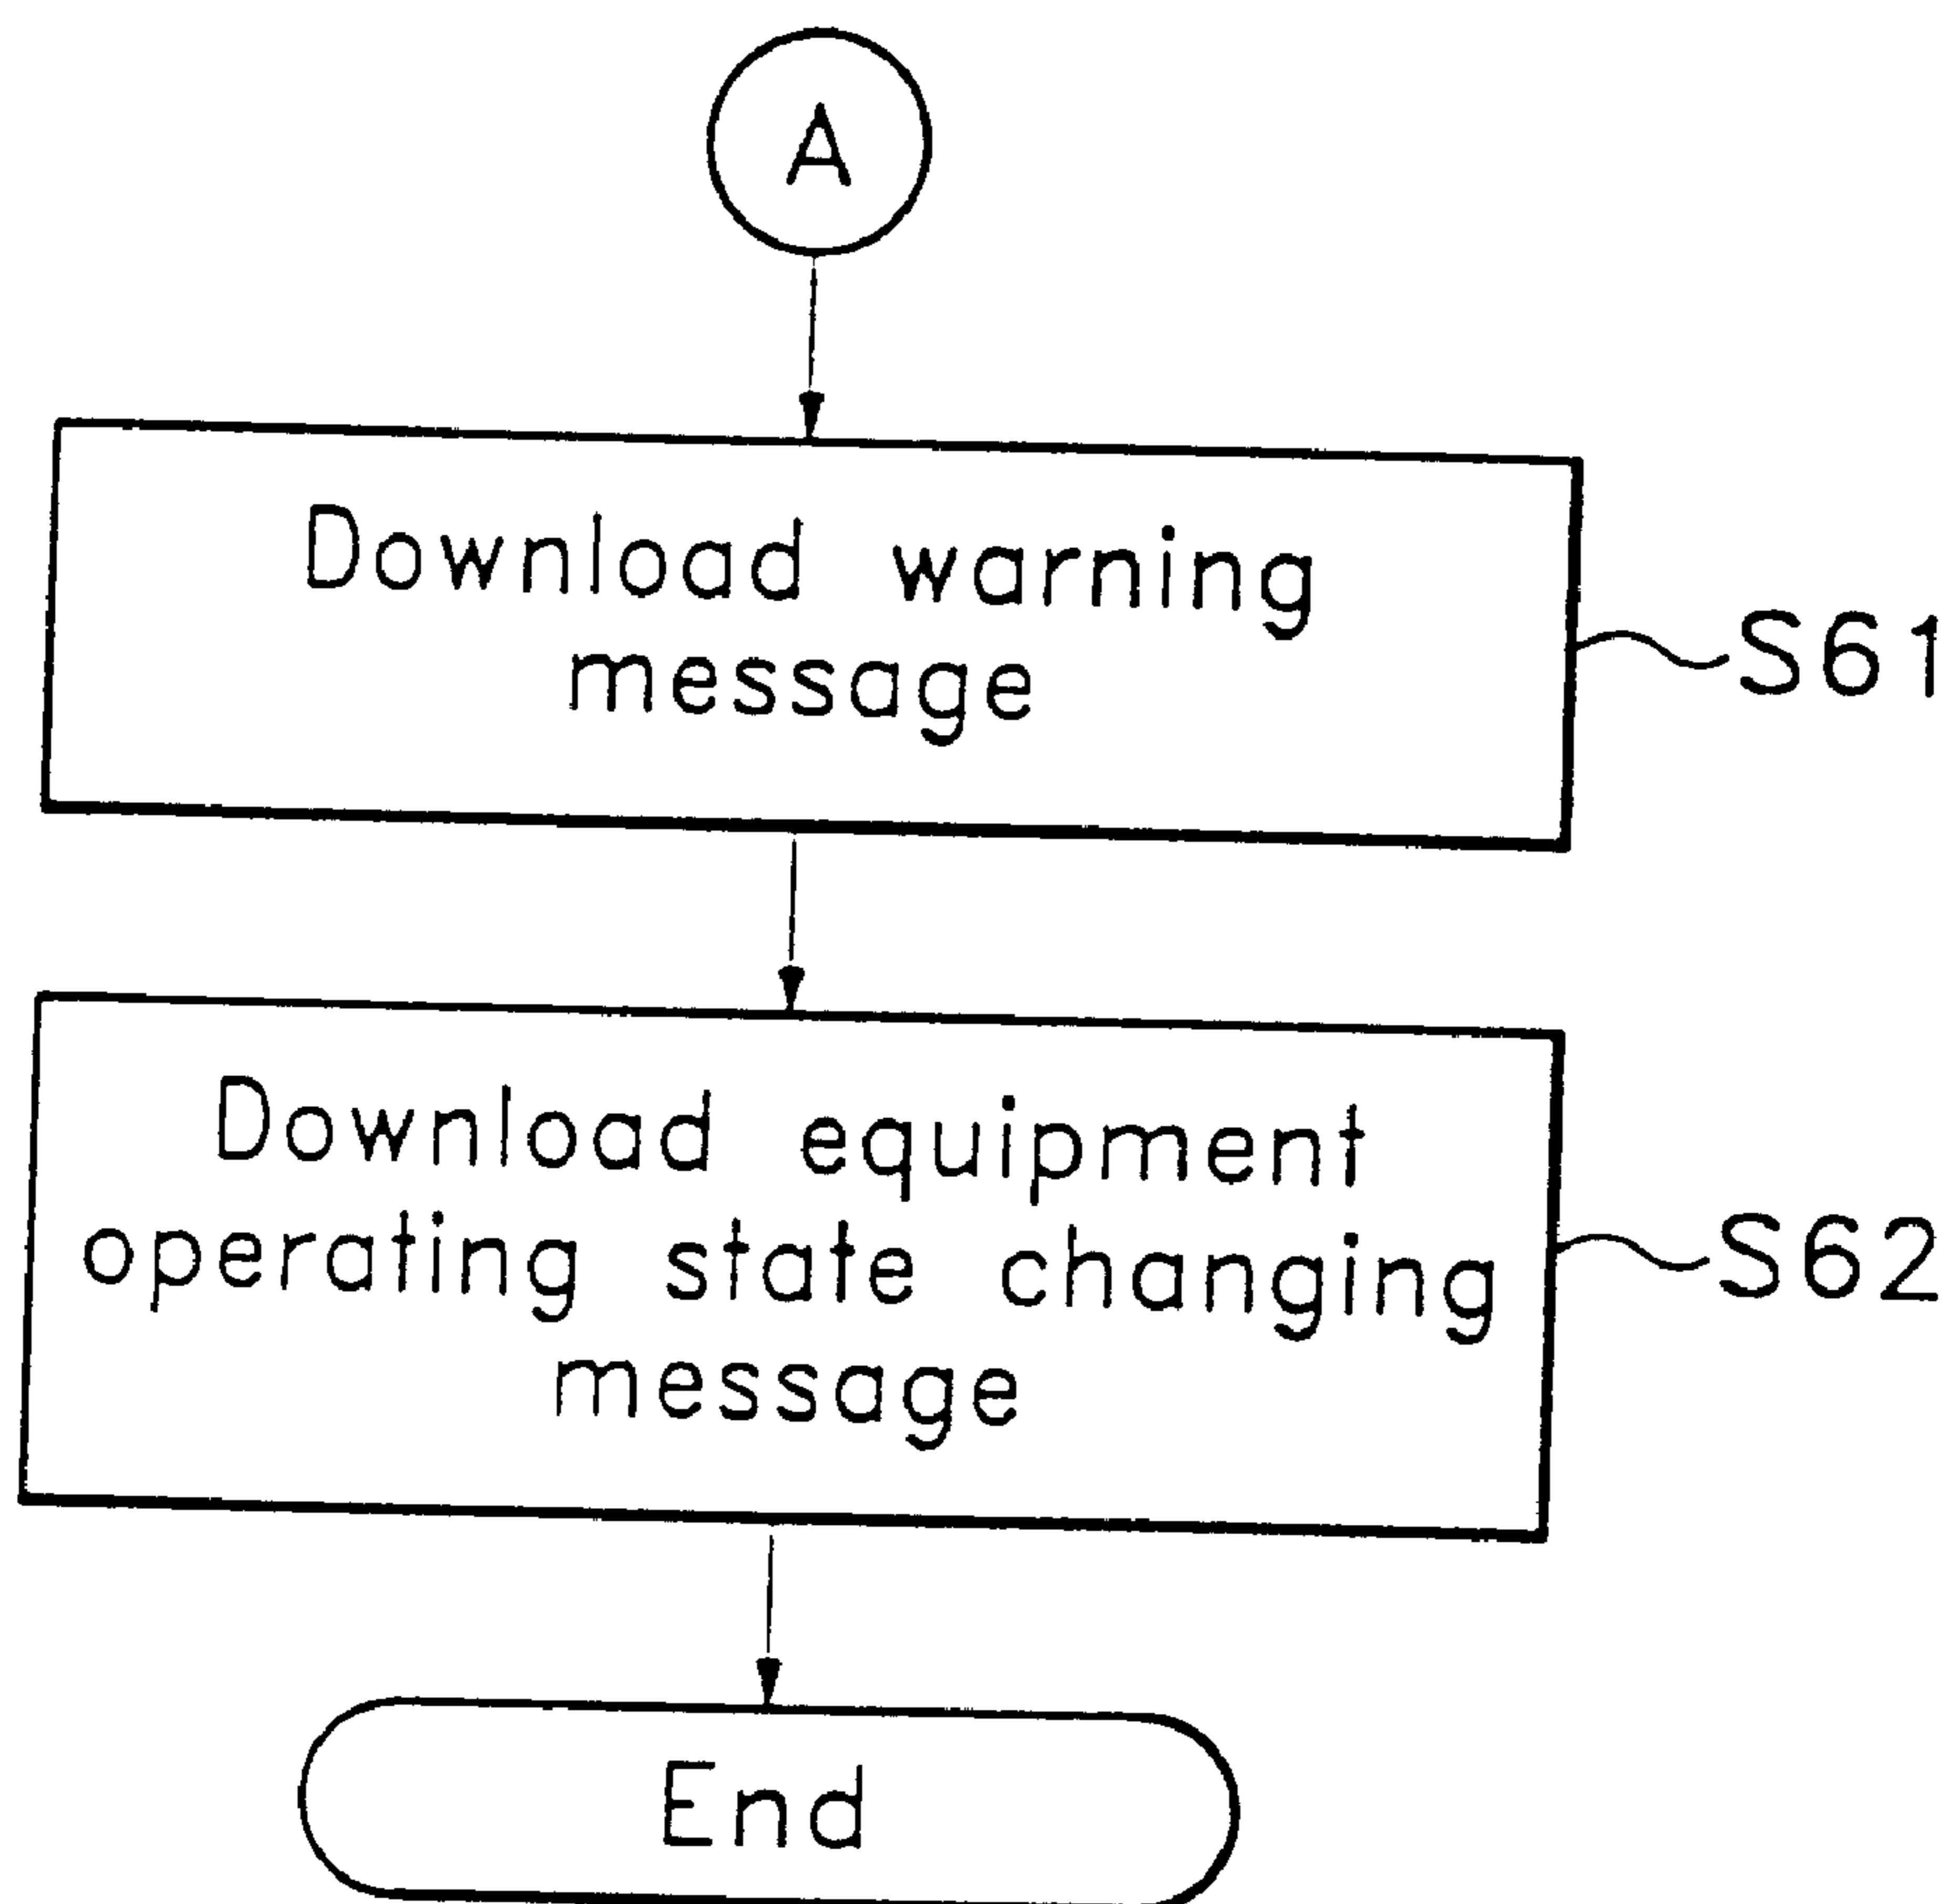 A
Download warning
message
S61
Download equipment
operating state changing
message
S62
End